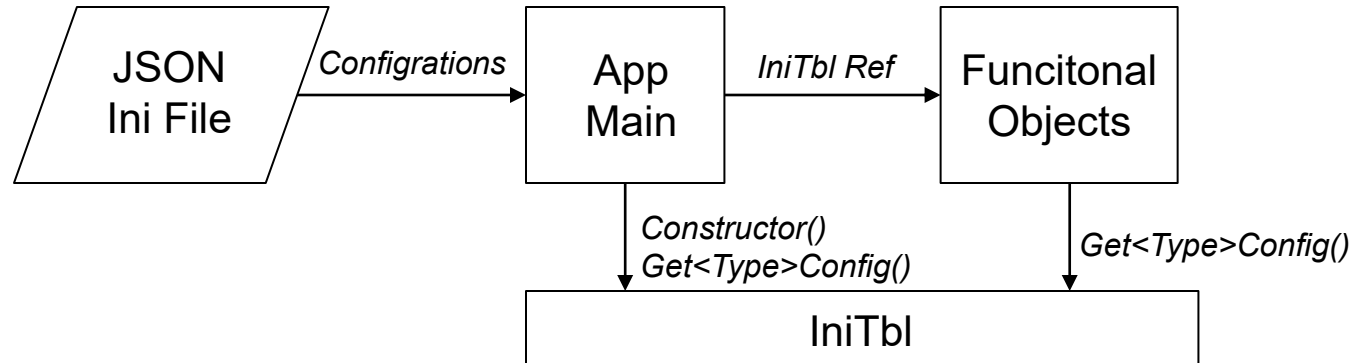 JSON
Ini File
Configrations
App
Main
IniTbl Ref
Funcitonal
Objects
Constructor()
Get<Type>Config()
Get<Type>Config()
IniTbl